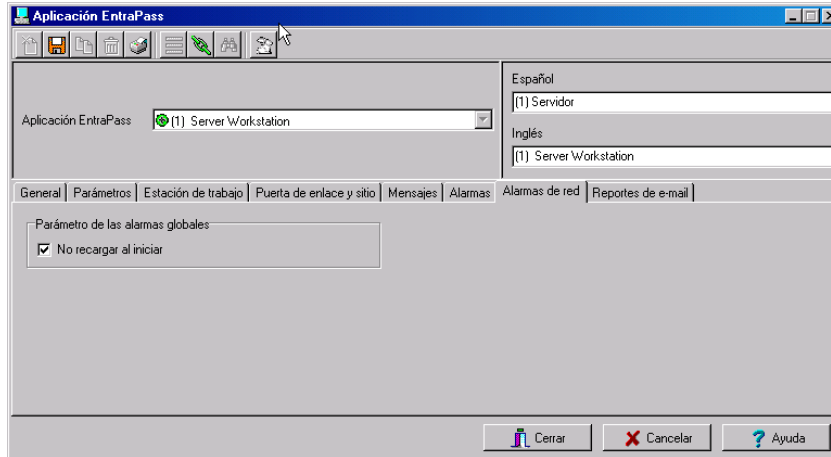 Aplicación EntraPass
Español
(1) Servidor
Aplicación EntraPass
(1) Server Workstation
Inglés
(1) Server Workstation
General
Parámetros
Estación de trabajo
Puerta de enlace y sitio
Mensajes
Alarmas
Alarmas de red
Reportes de e-mail
Parámetro de las alarmas globales
No recargar al iniciar
Cerrar
Cancelar
Ayuda